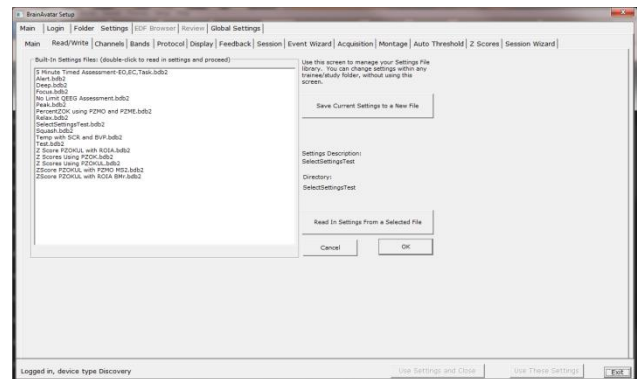 BrainAvatar Setup
Main Login Folder Settings EDF Browser Review Global Settings
Main Read/Write Channels Bands Protocol Display Feedback Session Event Wizard Acquisition Montage Auto Threshold Z Scores Session Wizard
Built-In Settings Files: (double-click to read in settings and proceed)
5 Minute Timed Assessment-EO,EC,Task.bdb2
Alert.bdb2
Deep.bdb2
Focus.bdb2
No Limit QEEG Assessment.bdb2
Peak.bdb2
PercentZOK using PZMO and PZME.bdb2
Relax.bdb2
SelectSettingsTest.bdb2
Squash.bdb2
Temp with SCR and BVP.bdb2
Test.bdb2
Z Score PZOKUL with ROIA.bdb2
Z Scores Using PZOK.bdb2
Z Scores Using PZOKUL.bdb2
ZScore PZOKUL with PZMO MS2.bdb2
ZScore PZOKUL with ROIA BMr.bdb2
Use this screen to manage your Settings File
library. You can change settings within any
trainee/study folder, without using this
screen.
Save Current Settings to a New File
Settings Description:
SelectSettingsTest
Directory:
SelectSettingsTest
Read In Settings From a Selected File
Cancel OK
Logged in, device type Discovery
Use Settings and Close Use These Settings Exit